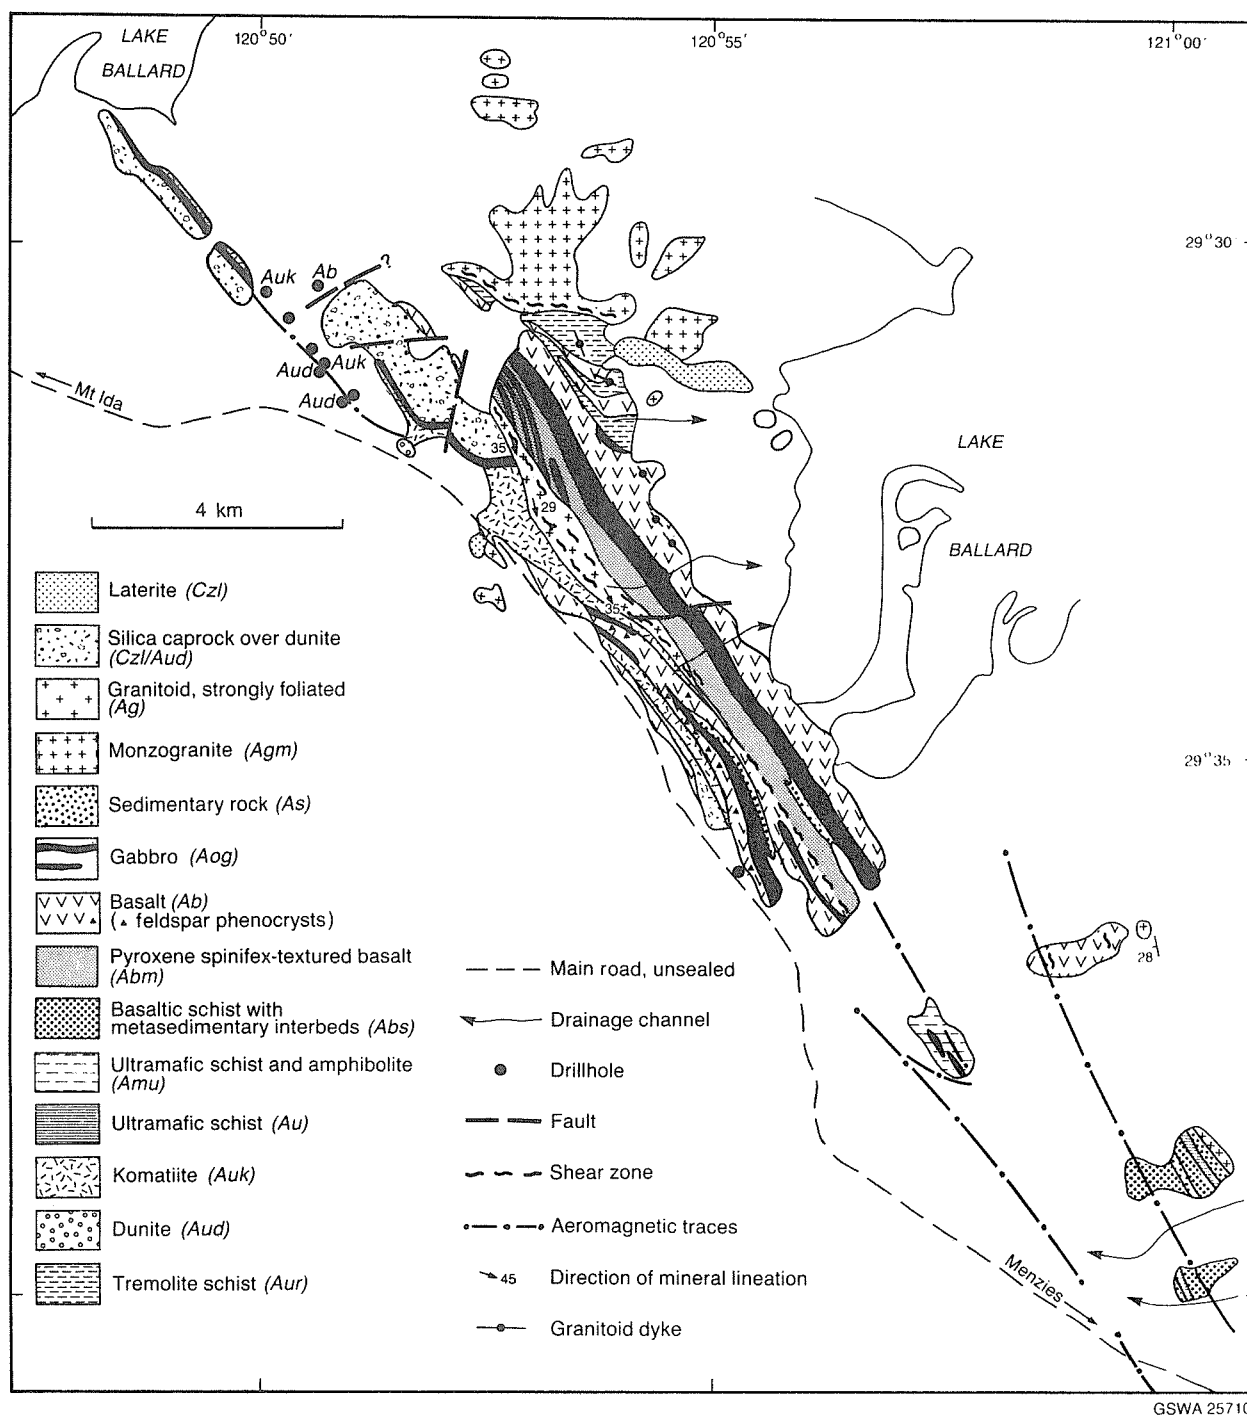 LAKE
BALLARD
120°50'
120°55'
121°00'
29°30'
Auk
Ab
?
Aud
Auk
Aud
Mt Ida
35
29
35
LAKE
BALLARD
4 km
29°35'
28
Laterite (Czl)
Silica caprock over dunite
(Czl/Aud)
Granitoid, strongly foliated
(Ag)
Monzogranite (Agm)
Sedimentary rock (As)
Gabbro (Aog)
Basalt (Ab)
(▲ feldspar phenocrysts)
Pyroxene spinifex-textured basalt
(Abm)
Basaltic schist with
metasedimentary interbeds (Abs)
Ultramafic schist and amphibolite
(Amu)
Ultramafic schist (Au)
Komatiite (Auk)
Dunite (Aud)
Tremolite schist (Aur)
Main road, unsealed
Drainage channel
Drillhole
Fault
Shear zone
Aeromagnetic traces
45 Direction of mineral lineation
Granitoid dyke
Menzies
GSWA 25710